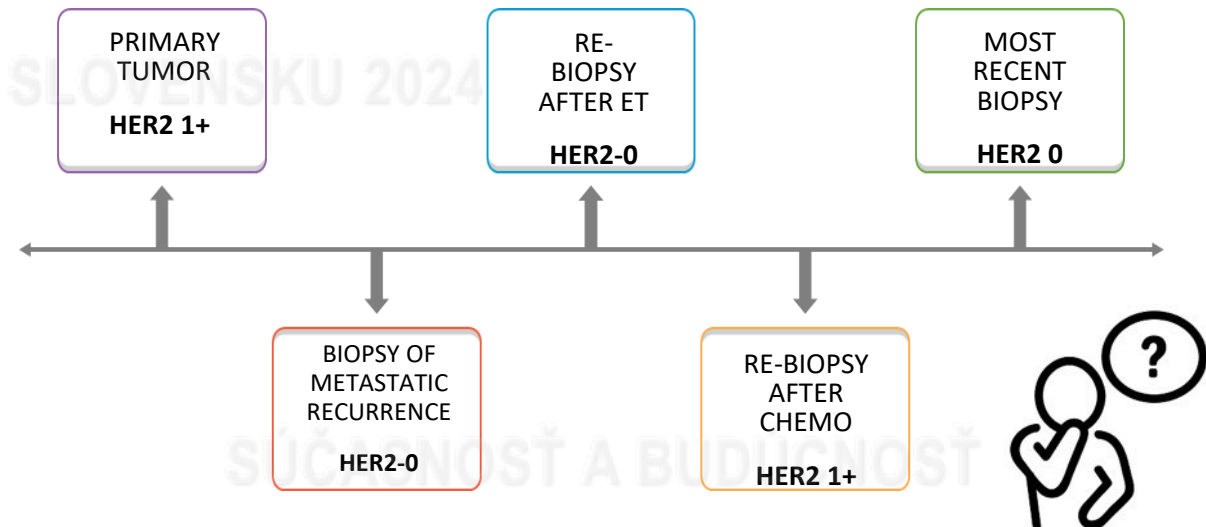 PRIMARY
TUMOR
HER2 1+
RE-
BIOPSY
AFTER ET
HER2-0
MOST
RECENT
BIOPSY
HER2 0
SLOVENSKU 2024
BIOPSY OF
METASTATIC
RECURRENCE
HER2-0
RE-BIOPSY
AFTER
CHEMO
HER2 1+
?
SÚČASNOSŤ A BUDÚCNOSŤ